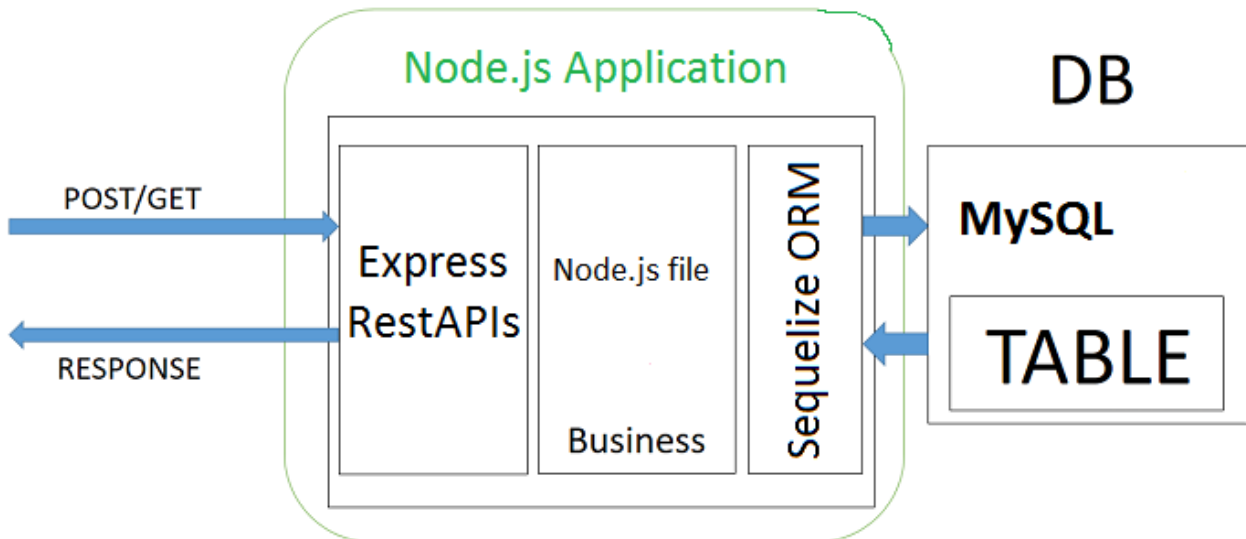 Node.js Application
DB
POST/GET
RESPONSE
Express
RestAPIs
Node.js file
Business
Sequelize ORM
MySQL
TABLE